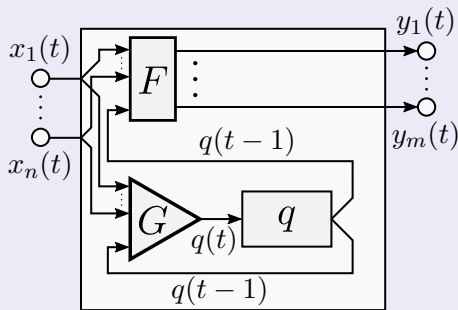 x₁(t)
xₙ(t)
F
y₁(t)
yₘ(t)
q(t − 1)
G
q(t)
q
q(t − 1)